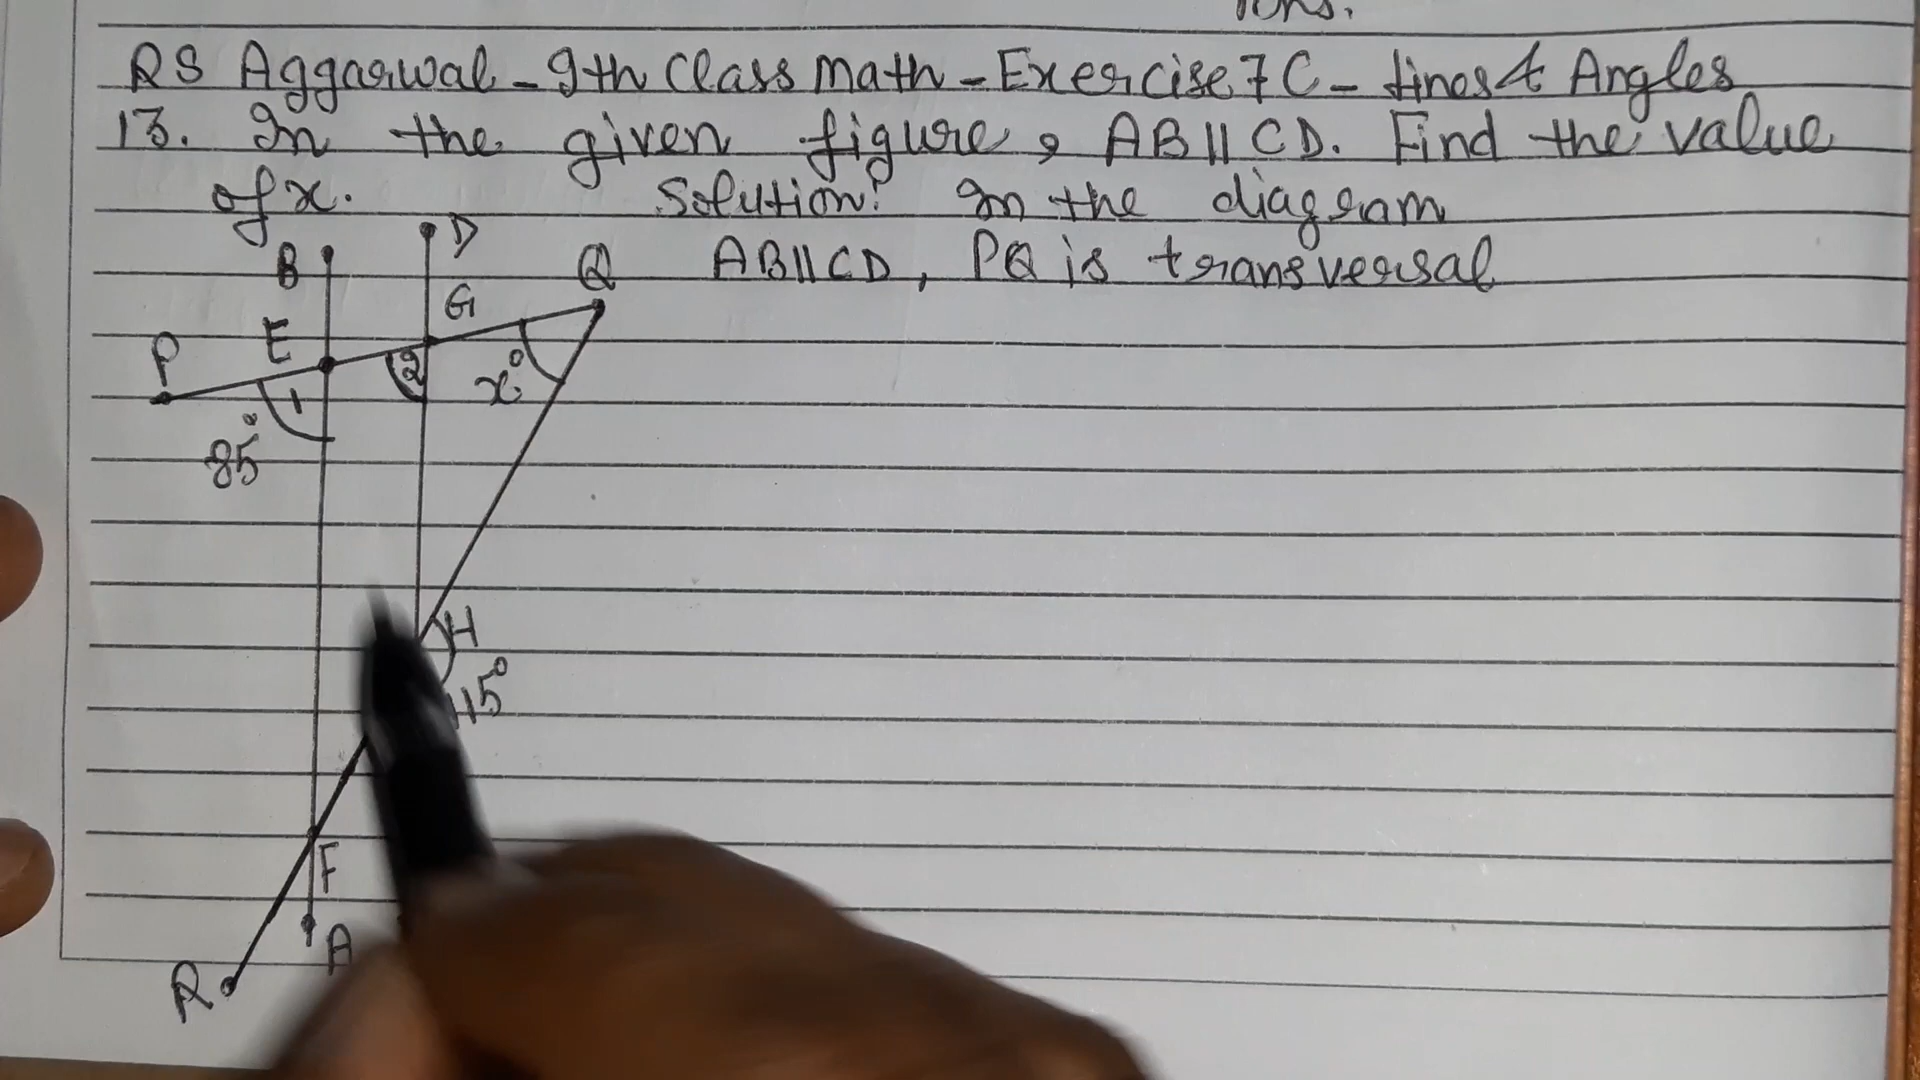 ions.
RS Aggarwal - 9th Class Math - Exercise 7C - Lines & Angles
13. In the given figure, AB||CD. Find the value
of x. Solution: In the diagram
AB||CD, PQ is transversal
B D Q
G
P E
1 2 x°
85°
H
115°
F
A
R